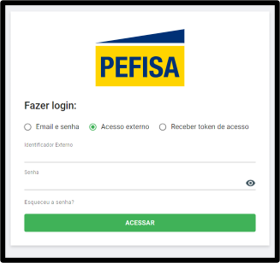 PEFISA
Fazer login:
Email e senha Acesso externo Receber token de acesso
Identificador Externo
Senha
Esqueceu a senha?
ACESSAR